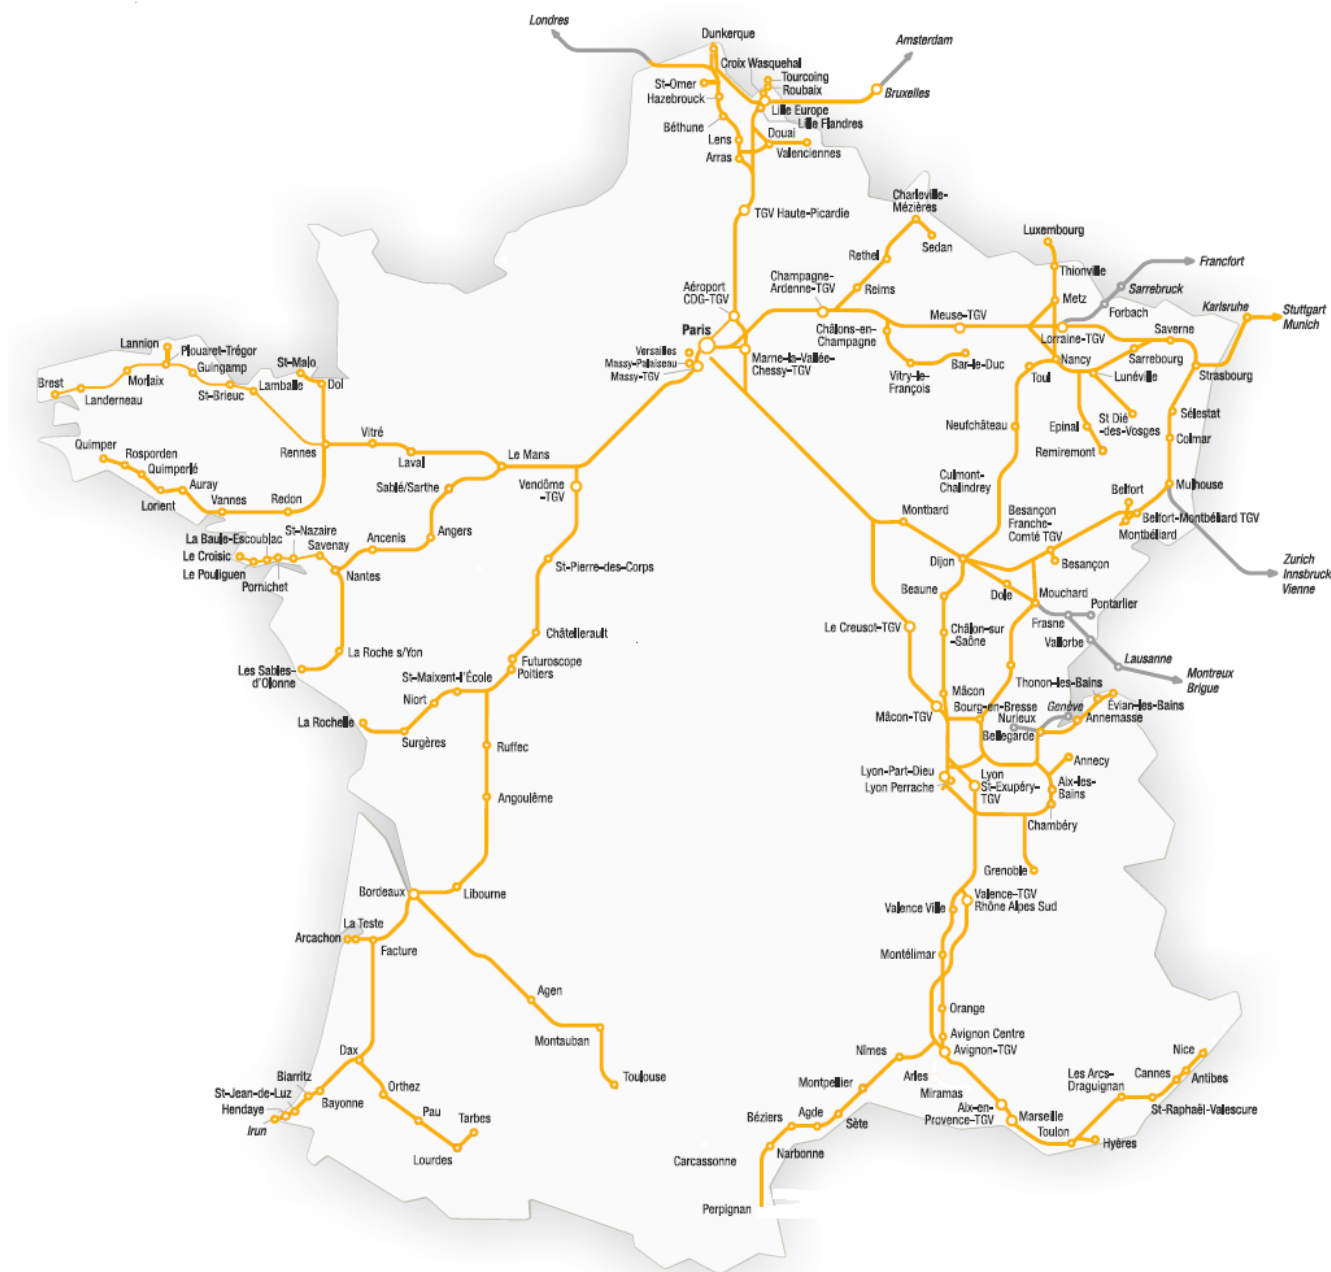 Londres
Dunkerque
Amsterdam
Croix Wasquehal
Tourcoing
Roubaix
St-Omer
Hazebrouck
Bruxelles
Lille Europe
Lille Flandres
Béthune
Lens
Douai
Arras
Valenciennes
Charleville-
Mézières
TGV Haute-Picardie
Sedan
Luxembourg
Rethel
Francfort
Thionville
Champagne-
Ardenne-TGV
Aéroport
CDG-TGV
Reims
Sarrebruck
Metz
Forbach
Karlsruhe
Stuttgart
Munich
Meuse-TGV
Paris
Châlons-en-
Champagne
Lorraine-TGV
Saverne
Lannion
Plouaret-Trégor
Guingamp
St-Malo
Versailles
Massy-Palaiseau
Massy-TGV
Marne-la-Vallée-
Chessy-TGV
Bar-le-Duc
Nancy
Sarrebourg
Vitry-le-
François
Toul
Lunéville
Strasbourg
Brest
Morlaix
Landerneau
St-Brieuc
Lamballe
Dol
Neufchâteau
Epinal
St Dié
-des-Vosges
Sélestat
Colmar
Remiremont
Quimper
Rosporden
Quimperlé
Auray
Lorient
Vannes
Redon
Rennes
Vitré
Laval
Le Mans
Sablé/Sarthe
Vendôme
-TGV
Culmont-
Chalindrey
Mulhouse
Belfort
Montbard
Besançon
Franche-
Comté TGV
Belfort-Montbéliard TGV
Montbéliard
La Baule-Escoublac
St-Nazaire
Savenay
Ancenis
Angers
Le Croisic
Le Pouliguen
Pornichet
Nantes
St-Pierre-des-Corps
Dijon
Besançon
Zurich
Innsbruck
Vienne
Beaune
Dole
Mouchard
Pontarlier
Frasne
Le Creusot-TGV
Châlon-sur
-Saône
Vallorbe
Châtellerault
La Roche s/Yon
Les Sables-
d'Olonne
Futuroscope
Poitiers
St-Maixent-l'École
Niort
Lausanne
Montreux
Brigue
Thonon-les-Bains
Évian-les-Bains
Mâcon
Mâcon-TGV
Bourg-en-Bresse
Nurieux
Genève
Annemasse
Bellegarde
La Rochelle
Surgères
Ruffec
Annecy
Lyon-Part-Dieu
Lyon Perrache
Lyon
St-Exupéry-
TGV
Aix-les-
Bains
Angoulême
Chambéry
Grenoble
Bordeaux
Libourne
Valence Ville
Valence-TGV
Rhône Alpes Sud
La Teste
Arcachon
Facture
Montélimar
Agen
Orange
Montauban
Avignon Centre
Avignon-TGV
Dax
Nîmes
Nice
Toulouse
Biarritz
St-Jean-de-Luz
Hendaye
Irun
Bayonne
Orthez
Montpellier
Arles
Miramas
Aix-en-
Provence-TGV
Les Arcs-
Draguignan
Cannes
Antibes
St-Raphaël-Valescure
Pau
Tarbes
Lourdes
Béziers
Agde
Sète
Marseille
Toulon
Hyères
Carcassonne
Narbonne
Perpignan